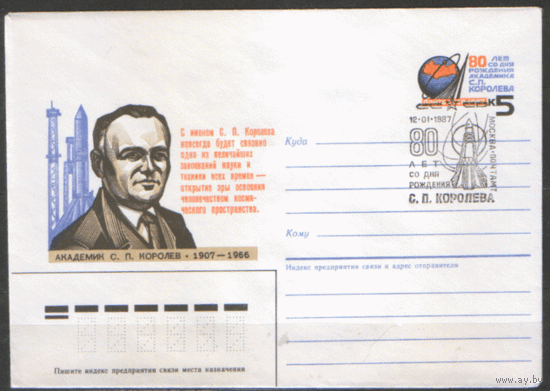 С именем С. П. Королева
навсегда будет связано
одно из величайших
завоеваний науки и
техники всех времен —
открытие эры освоения
человечеством косми-
ческого пространства.
АКАДЕМИК С. П. КОРОЛЕВ • 1907—1966
80 ЛЕТ
СО ДНЯ
РОЖДЕНИЯ
АКАДЕМИКА
С.П.
КОРОЛЕВА
К5
12-01-1987
80
ЛЕТ
СО ДНЯ
РОЖДЕНИЯ
С. П. КОРОЛЕВА
МОСКВА·ПОЧТАМТ
Куда
Кому
Индекс предприятия связи и адрес отправителя
Пишите индекс предприятия связи места назначения
www.ay.by